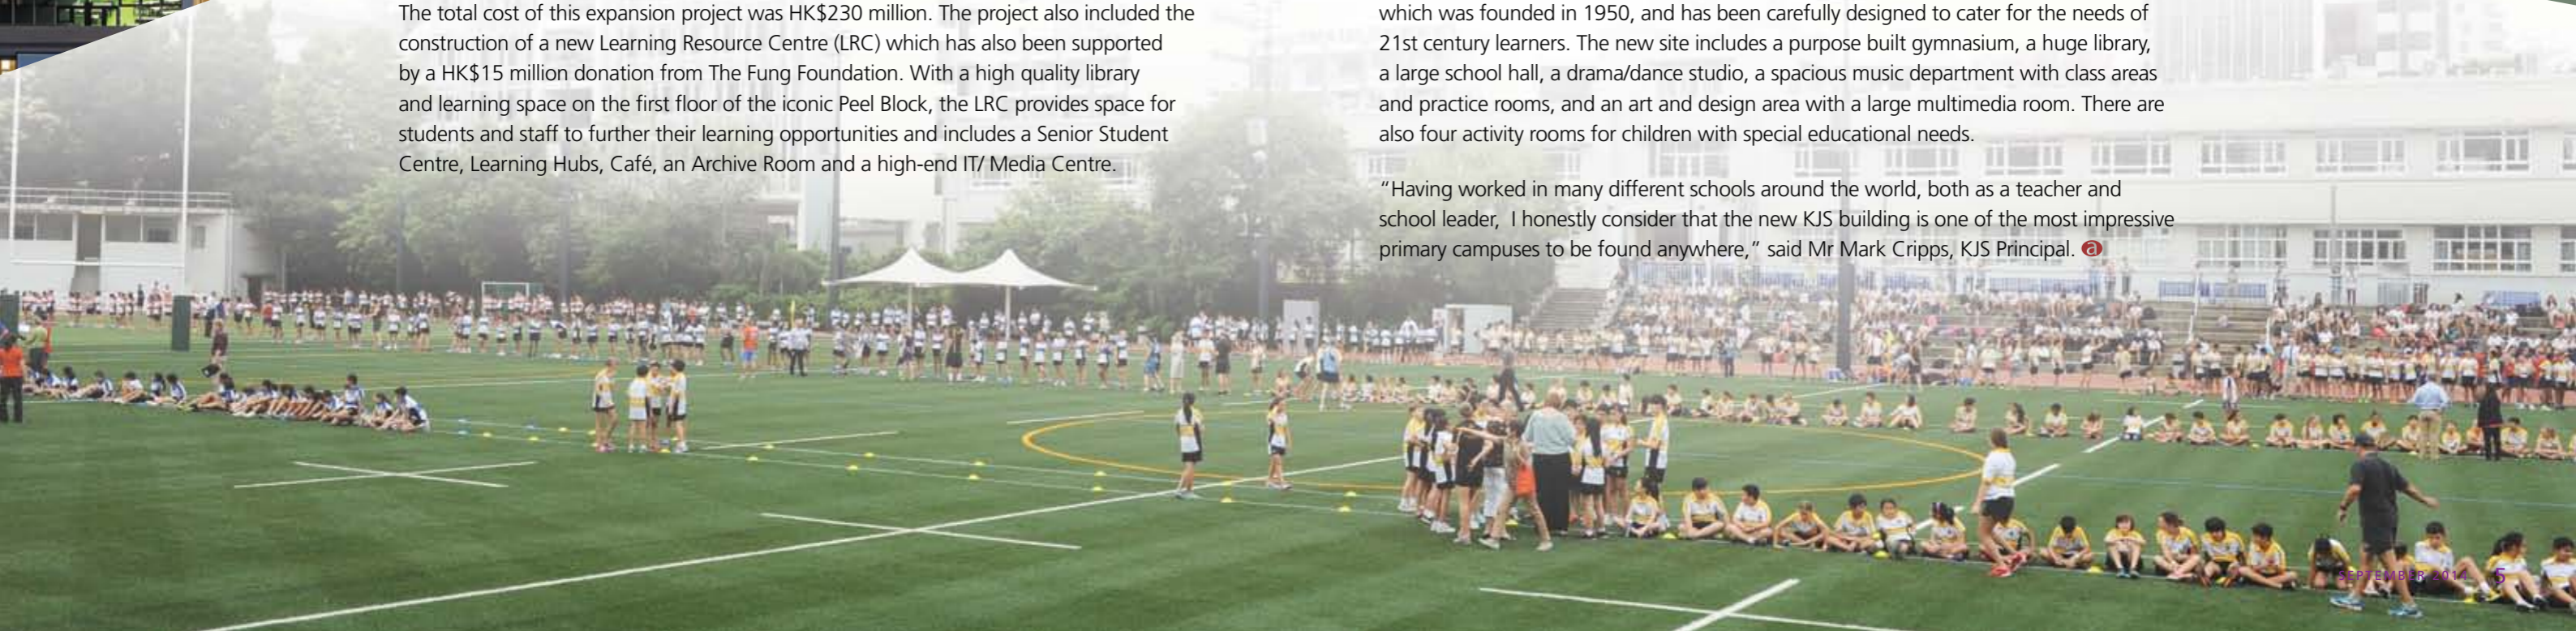 The total cost of this expansion project was HK$230 million. The project also included the
construction of a new Learning Resource Centre (LRC) which has also been supported
by a HK$15 million donation from The Fung Foundation. With a high quality library
and learning space on the first floor of the iconic Peel Block, the LRC provides space for
students and staff to further their learning opportunities and includes a Senior Student
Centre, Learning Hubs, Café, an Archive Room and a high-end IT/ Media Centre.
which was founded in 1950, and has been carefully designed to cater for the needs of
21st century learners. The new site includes a purpose built gymnasium, a huge library,
a large school hall, a drama/dance studio, a spacious music department with class areas
and practice rooms, and an art and design area with a large multimedia room. There are
also four activity rooms for children with special educational needs.
“Having worked in many different schools around the world, both as a teacher and
school leader, I honestly consider that the new KJS building is one of the most impressive
primary campuses to be found anywhere,” said Mr Mark Cripps, KJS Principal. a
SEPTEMBER 5